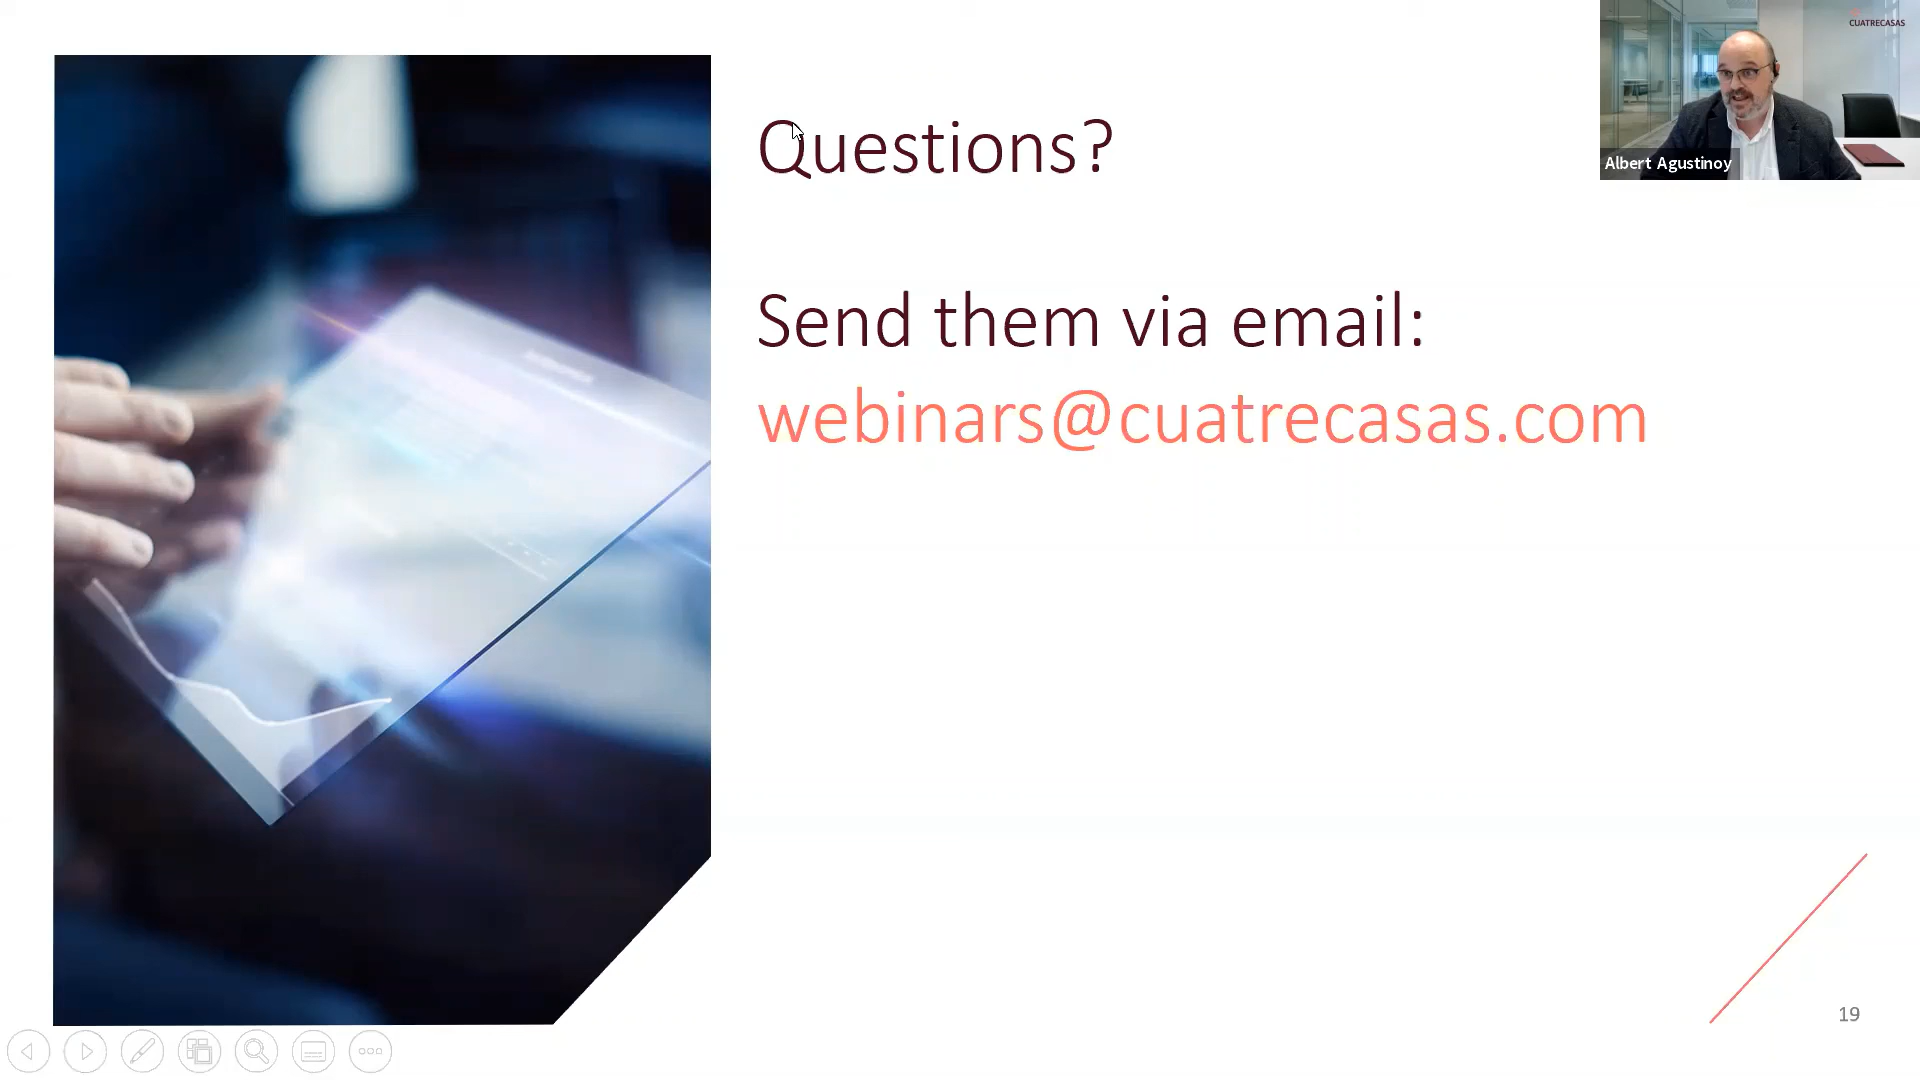 CUATRECASAS
Albert Agustinoy
Questions?
Send them via email:
webinars@cuatrecasas.com
19